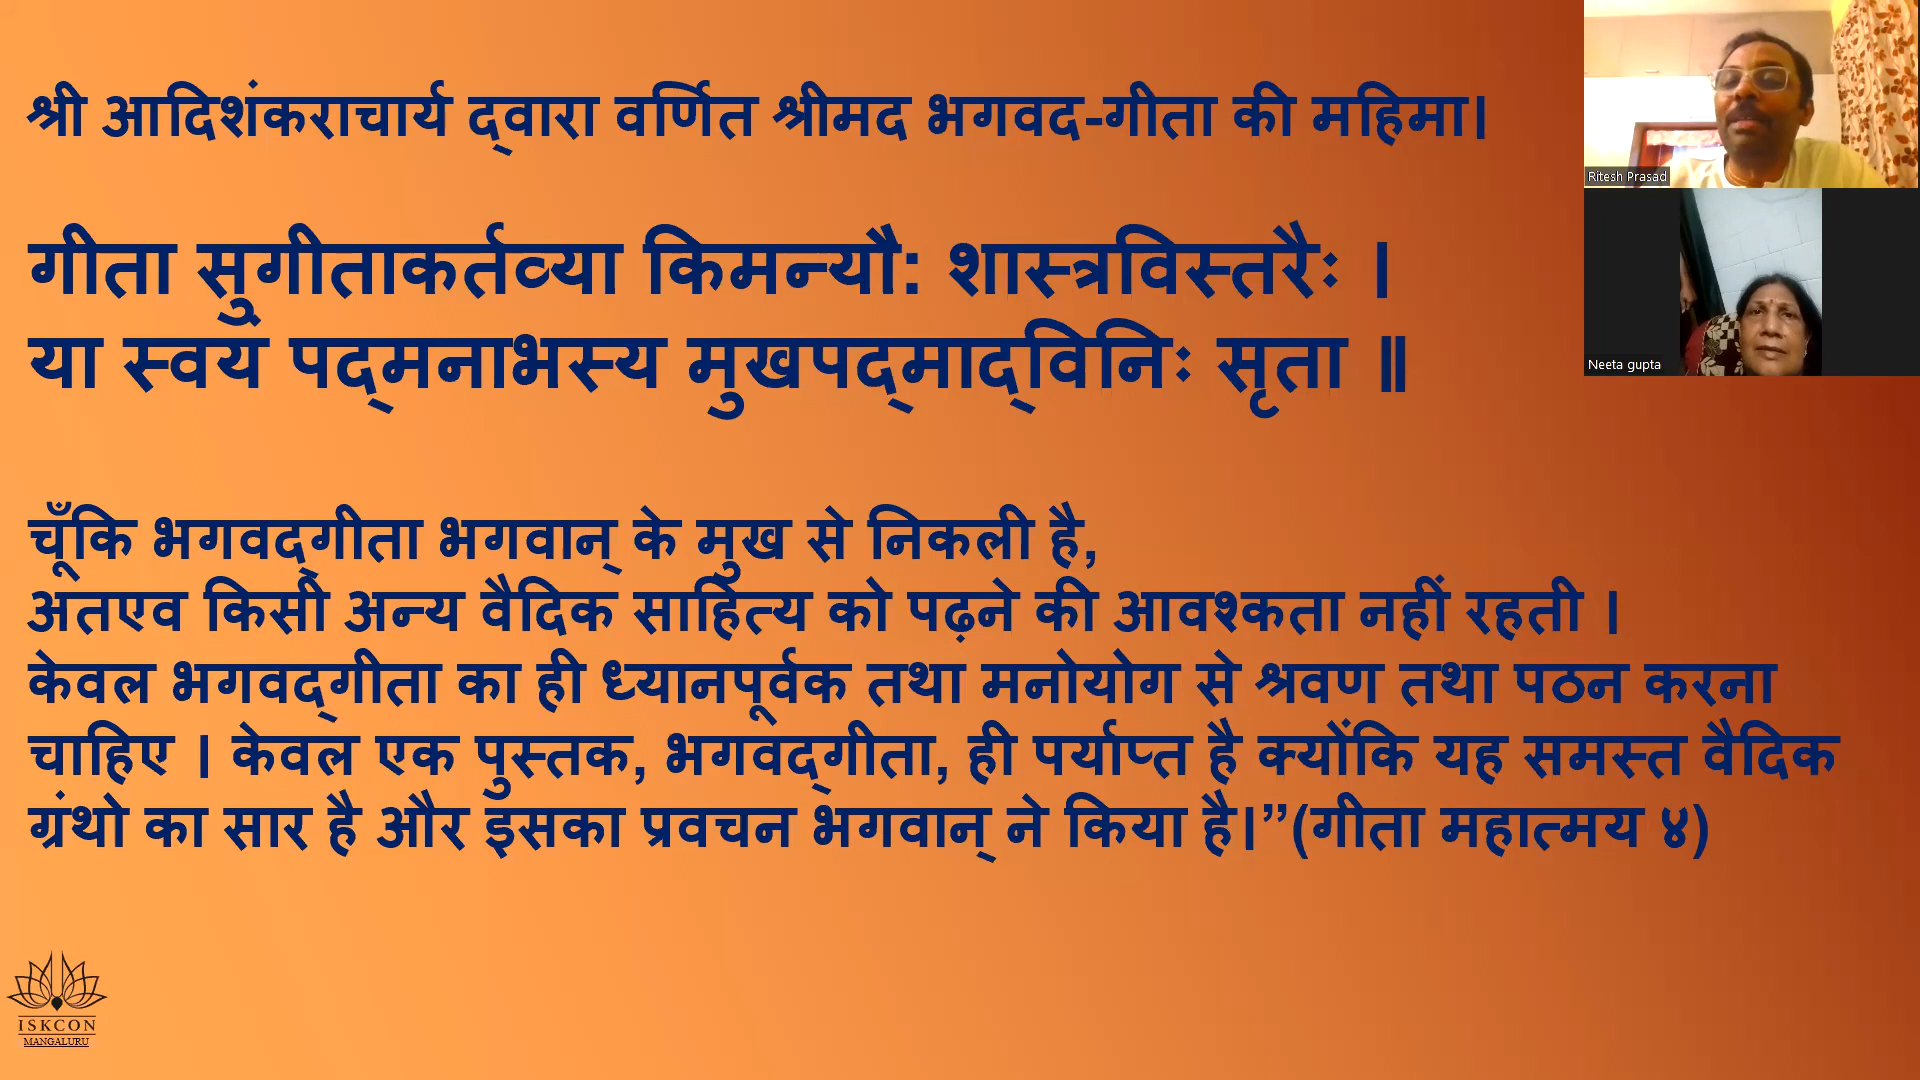 श्री आदिशंकराचार्य द्वारा वर्णित श्रीमद भगवद-गीता की महिमा।
गीता सुगीताकर्तव्या किमन्यौ: शास्त्रविस्तरैः ।
या स्वयं पद्मनाभस्य मुखपद्माद्विनिः सृता ॥
चूँकि भगवद्गीता भगवान् के मुख से निकली है,
अतएव किसी अन्य वैदिक साहित्य को पढ़ने की आवश्कता नहीं रहती ।
केवल भगवद्गीता का ही ध्यानपूर्वक तथा मनोयोग से श्रवण तथा पठन करना
चाहिए । केवल एक पुस्तक, भगवद्गीता, ही पर्याप्त है क्योंकि यह समस्त वैदिक
ग्रंथो का सार है और इसका प्रवचन भगवान् ने किया है।”(गीता महात्मय ४)
Ritesh Prasad
Neeta gupta
ISKCON
MANGALURU